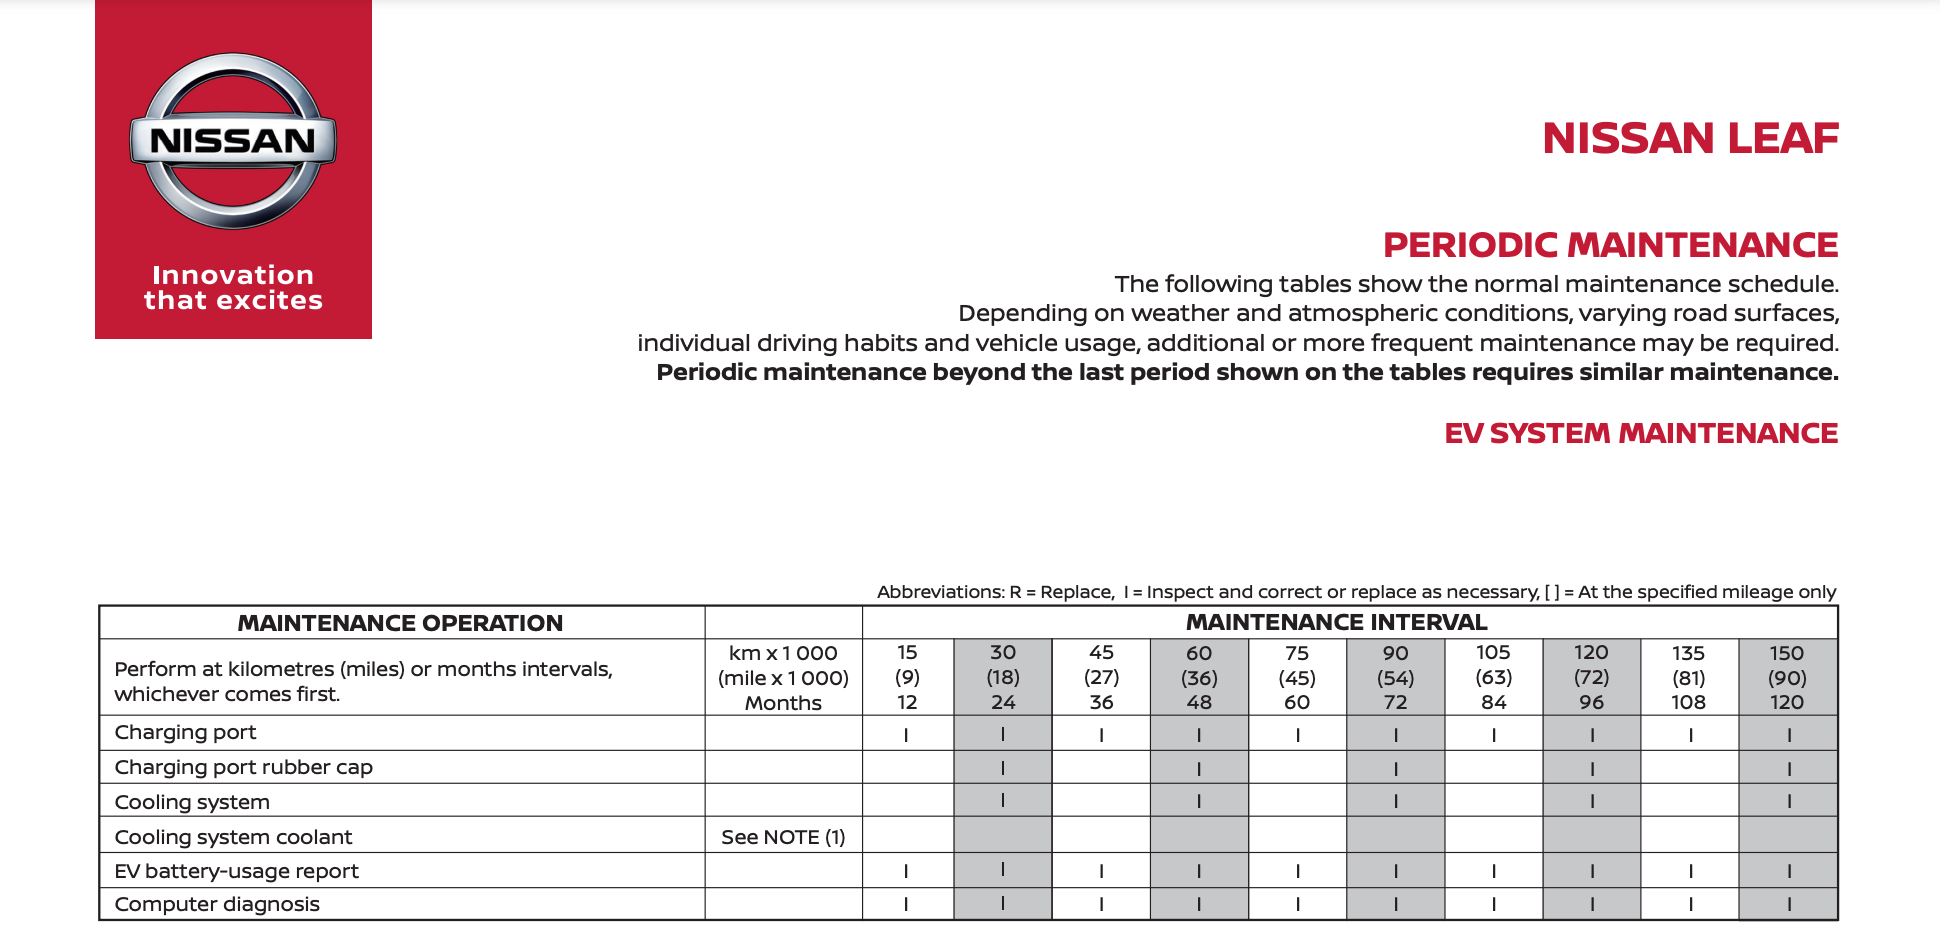 NISSAN
Innovation
that excites
NISSAN LEAF
PERIODIC MAINTENANCE
The following tables show the normal maintenance schedule.
Depending on weather and atmospheric conditions, varying road surfaces,
individual driving habits and vehicle usage, additional or more frequent maintenance may be required.
Periodic maintenance beyond the last period shown on the tables requires similar maintenance.
EV SYSTEM MAINTENANCE
Abbreviations: R = Replace, I = Inspect and correct or replace as necessary, [ ] = At the specified mileage only
MAINTENANCE OPERATION MAINTENANCE INTERVAL
Perform at kilometres (miles) or months intervals,
whichever comes first.
km x 1 000 15 30 45 60 75 90 105 120 135 150
(mile x 1 000) (9) (18) (27) (36) (45) (54) (63) (72) (81) (90)
Months 12 24 36 48 60 72 84 96 108 120
Charging port I I I I I I I I I I
Charging port rubber cap I I I I I
Cooling system I I I I I
Cooling system coolant See NOTE (1)
EV battery-usage report I I I I I I I I I I
Computer diagnosis I I I I I I I I I I